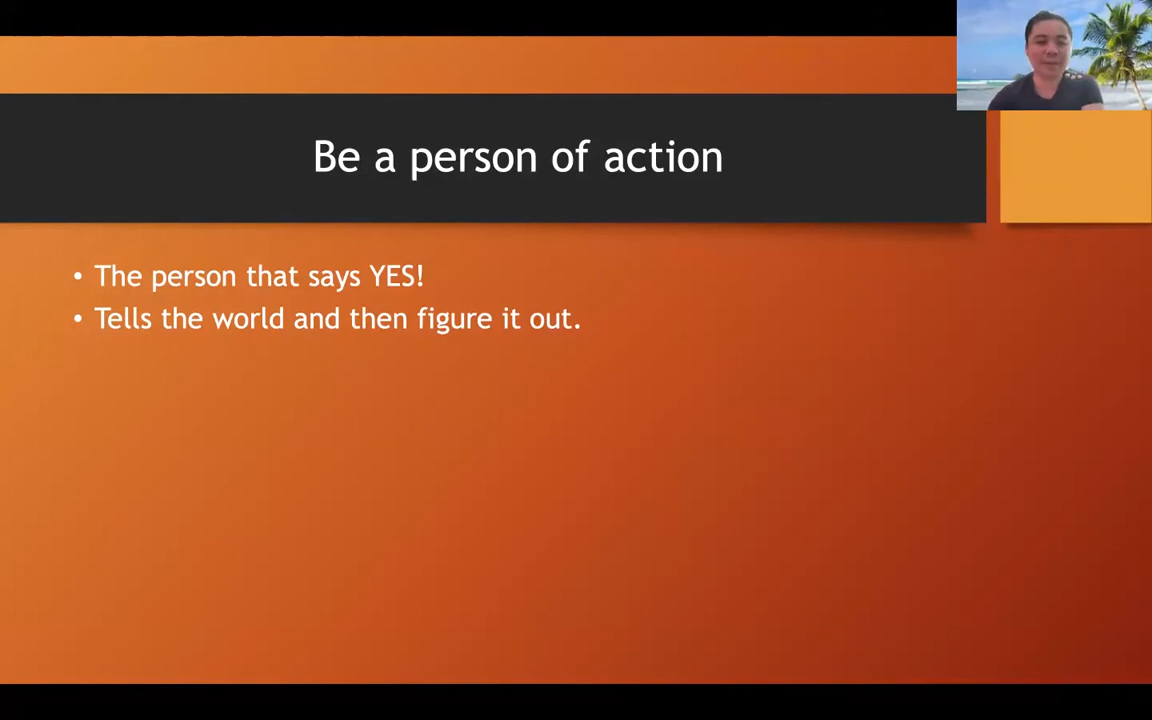 Be a person of action
• The person that says YES!
• Tells the world and then figure it out.